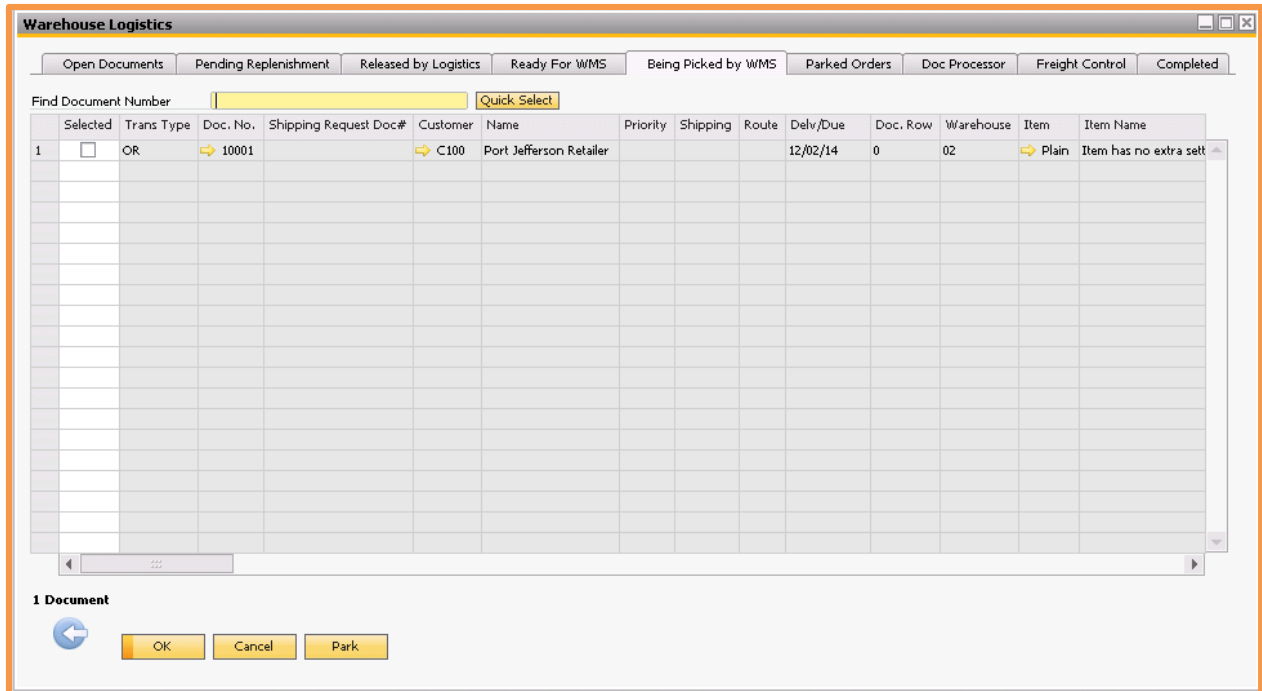 Warehouse Logistics
Open Documents Pending Replenishment Released by Logistics Ready For WMS Being Picked by WMS Parked Orders Doc Processor Freight Control Completed
Find Document Number Quick Select
Selected Trans Type Doc. No. Shipping Request Doc# Customer Name Priority Shipping Route Delv/Due Doc. Row Warehouse Item Item Name
1 OR 10001 C100 Port Jefferson Retailer 12/02/14 0 02 Plain Item has no extra sett
1 Document
OK Cancel Park